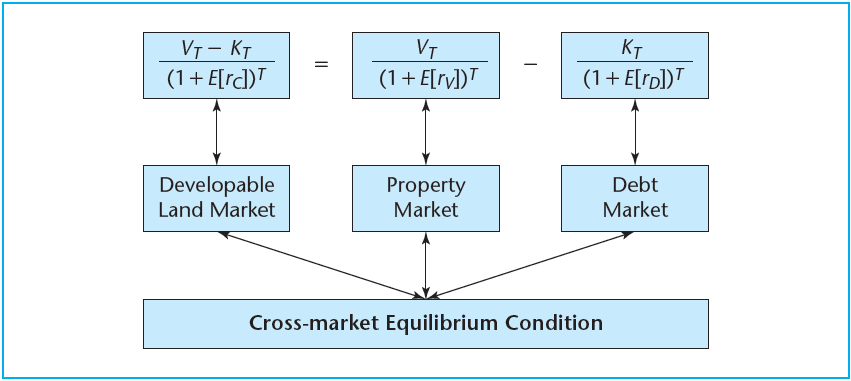 V_T − K_T / (1 + E[r_C])^T = V_T / (1 + E[r_V])^T − K_T / (1 + E[r_D])^T
Developable
Land Market
Property
Market
Debt
Market
Cross-market Equilibrium Condition